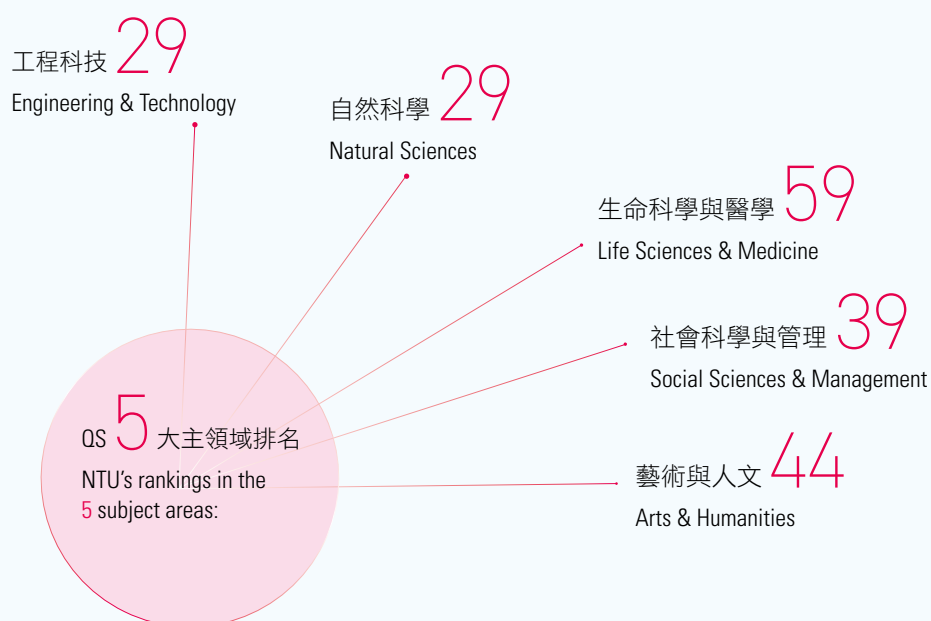 工程科技 29
Engineering & Technology
自然科學 29
Natural Sciences
生命科學與醫學 59
Life Sciences & Medicine
社會科學與管理 39
Social Sciences & Management
QS 5 大主領域排名
NTU's rankings in the
5 subject areas:
藝術與人文 44
Arts & Humanities